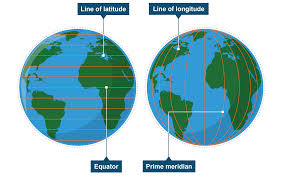 Line of latitude
Line of longitude
Equator
Prime meridian